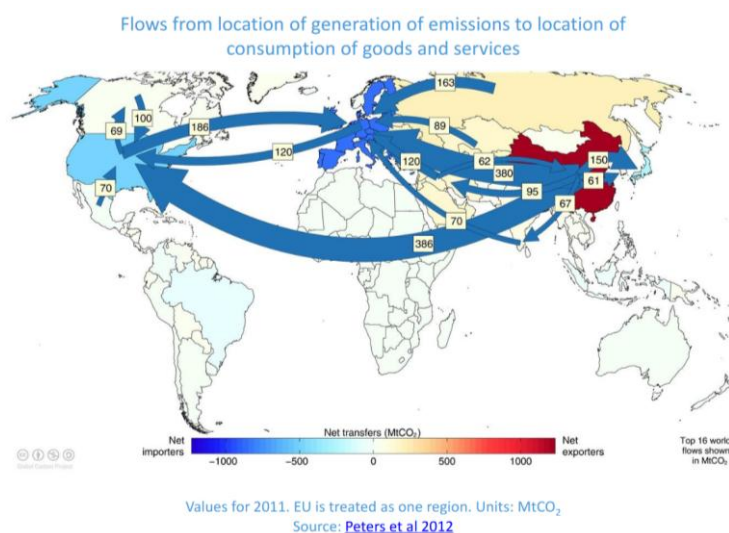 Flows from location of generation of emissions to location of
consumption of goods and services
163
100
69
186
89
120
120
62
150
380
70
95
61
70
67
386
Net transfers (MtCO₂)
Net
importers
Net
exporters
−1000
−500
0
500
1000
Top 16 world
flows shown
in MtCO₂
Global Carbon Project
Values for 2011. EU is treated as one region. Units: MtCO₂
Source: Peters et al 2012